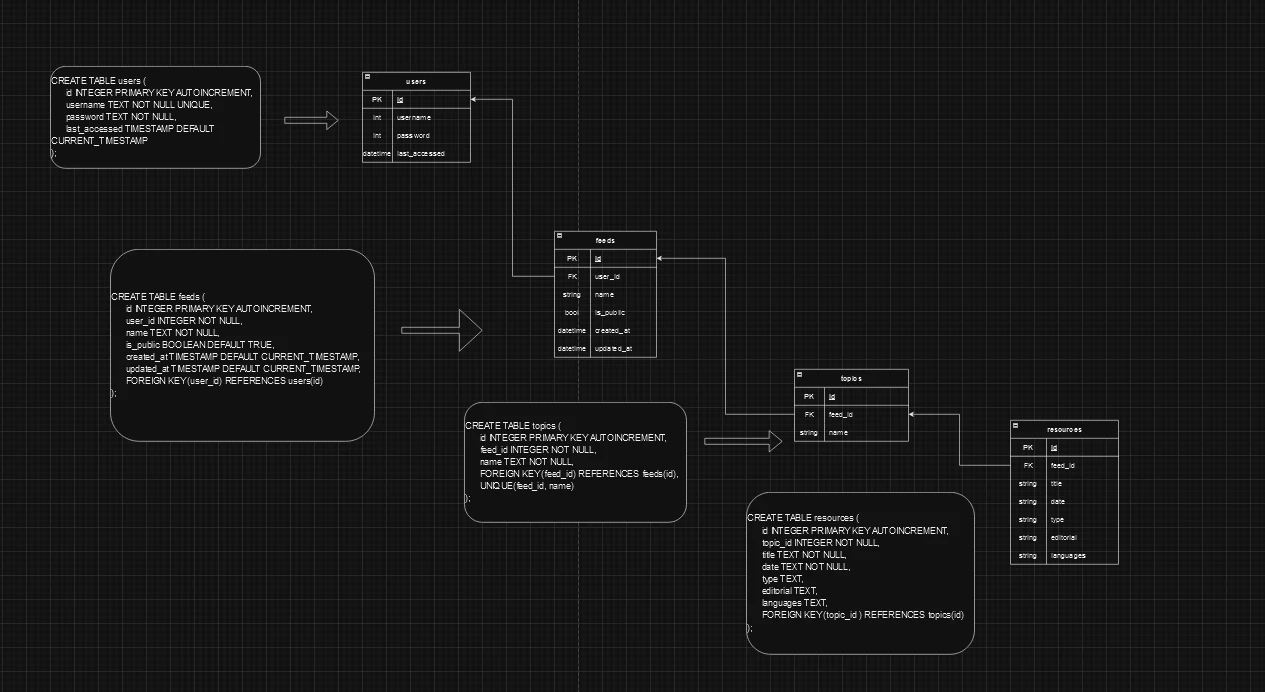 CREATE TABLE users (
id INTEGER PRIMARY KEY AUTOINCREMENT,
username TEXT NOT NULL UNIQUE,
password TEXT NOT NULL,
last_accessed TIMESTAMP DEFAULT
CURRENT_TIMESTAMP
);
users
PK id
int username
int password
datetime last_accessed
CREATE TABLE feeds (
id INTEGER PRIMARY KEY AUTOINCREMENT,
user_id INTEGER NOT NULL,
name TEXT NOT NULL,
is_public BOOLEAN DEFAULT TRUE,
created_at TIMESTAMP DEFAULT CURRENT_TIMESTAMP,
updated_at TIMESTAMP DEFAULT CURRENT_TIMESTAMP,
FOREIGN KEY(user_id) REFERENCES users(id)
);
feeds
PK id
FK user_id
string name
bool is_public
datetime created_at
datetime updated_at
CREATE TABLE topics (
id INTEGER PRIMARY KEY AUTOINCREMENT,
feed_id INTEGER NOT NULL,
name TEXT NOT NULL,
FOREIGN KEY(feed_id) REFERENCES feeds(id),
UNIQUE(feed_id, name)
);
topics
PK id
FK feed_id
string name
CREATE TABLE resources (
id INTEGER PRIMARY KEY AUTOINCREMENT,
topic_id INTEGER NOT NULL,
title TEXT NOT NULL,
date TEXT NOT NULL,
type TEXT,
editorial TEXT,
languages TEXT,
FOREIGN KEY(topic_id ) REFERENCES topics(id)
);
resources
PK id
FK feed_id
string title
string date
string type
string editorial
string languages